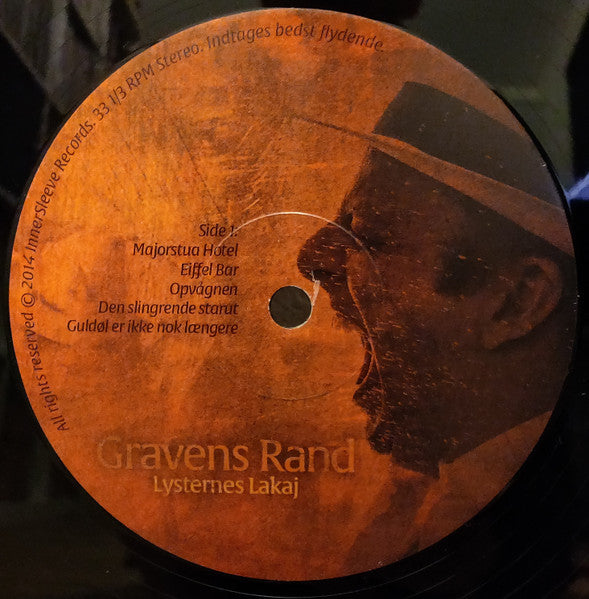 All rights reserved © 2014 InnerSleeve Records. 33 1/3 RPM Stereo. Indtages bedst flydende.
Side 1:
Majorstua Hotel
Eiffel Bar
Opvågnen
Den slingrende starut
Guldøl er ikke nok længere
Gravens Rand
Lysternes Lakaj